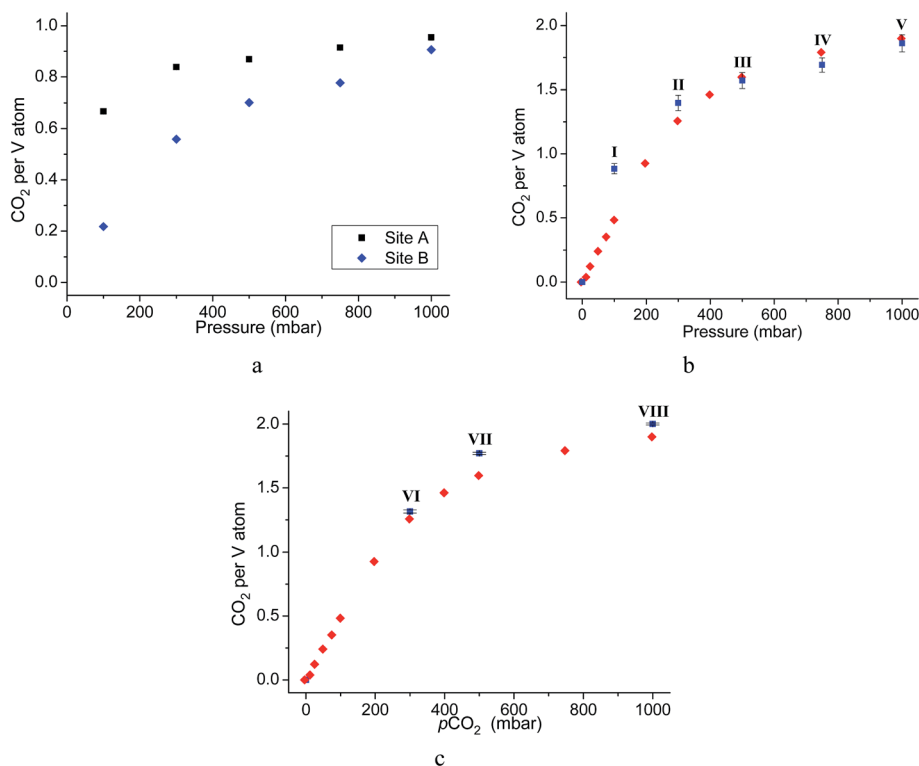 1.0
0.8
0.6
0.4
0.2
0.0
CO₂ per V atom
Site A
Site B
0 200 400 600 800 1000
Pressure (mbar)
a
2.0
1.5
1.0
0.5
0.0
CO₂ per V atom
I
II
III
IV
V
0 200 400 600 800 1000
Pressure (mbar)
b
2.0
1.5
1.0
0.5
0.0
CO₂ per V atom
VI
VII
VIII
0 200 400 600 800 1000
pCO₂ (mbar)
c